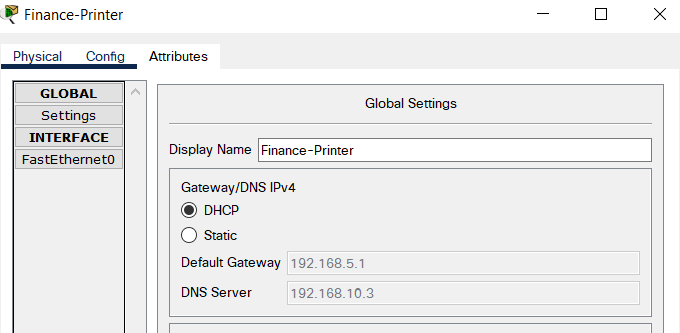 Finance-Printer
Physical Config Attributes
GLOBAL
Settings
INTERFACE
FastEthernet0
Global Settings
Display Name Finance-Printer
Gateway/DNS IPv4
DHCP
Static
Default Gateway 192.168.5.1
DNS Server 192.168.10.3